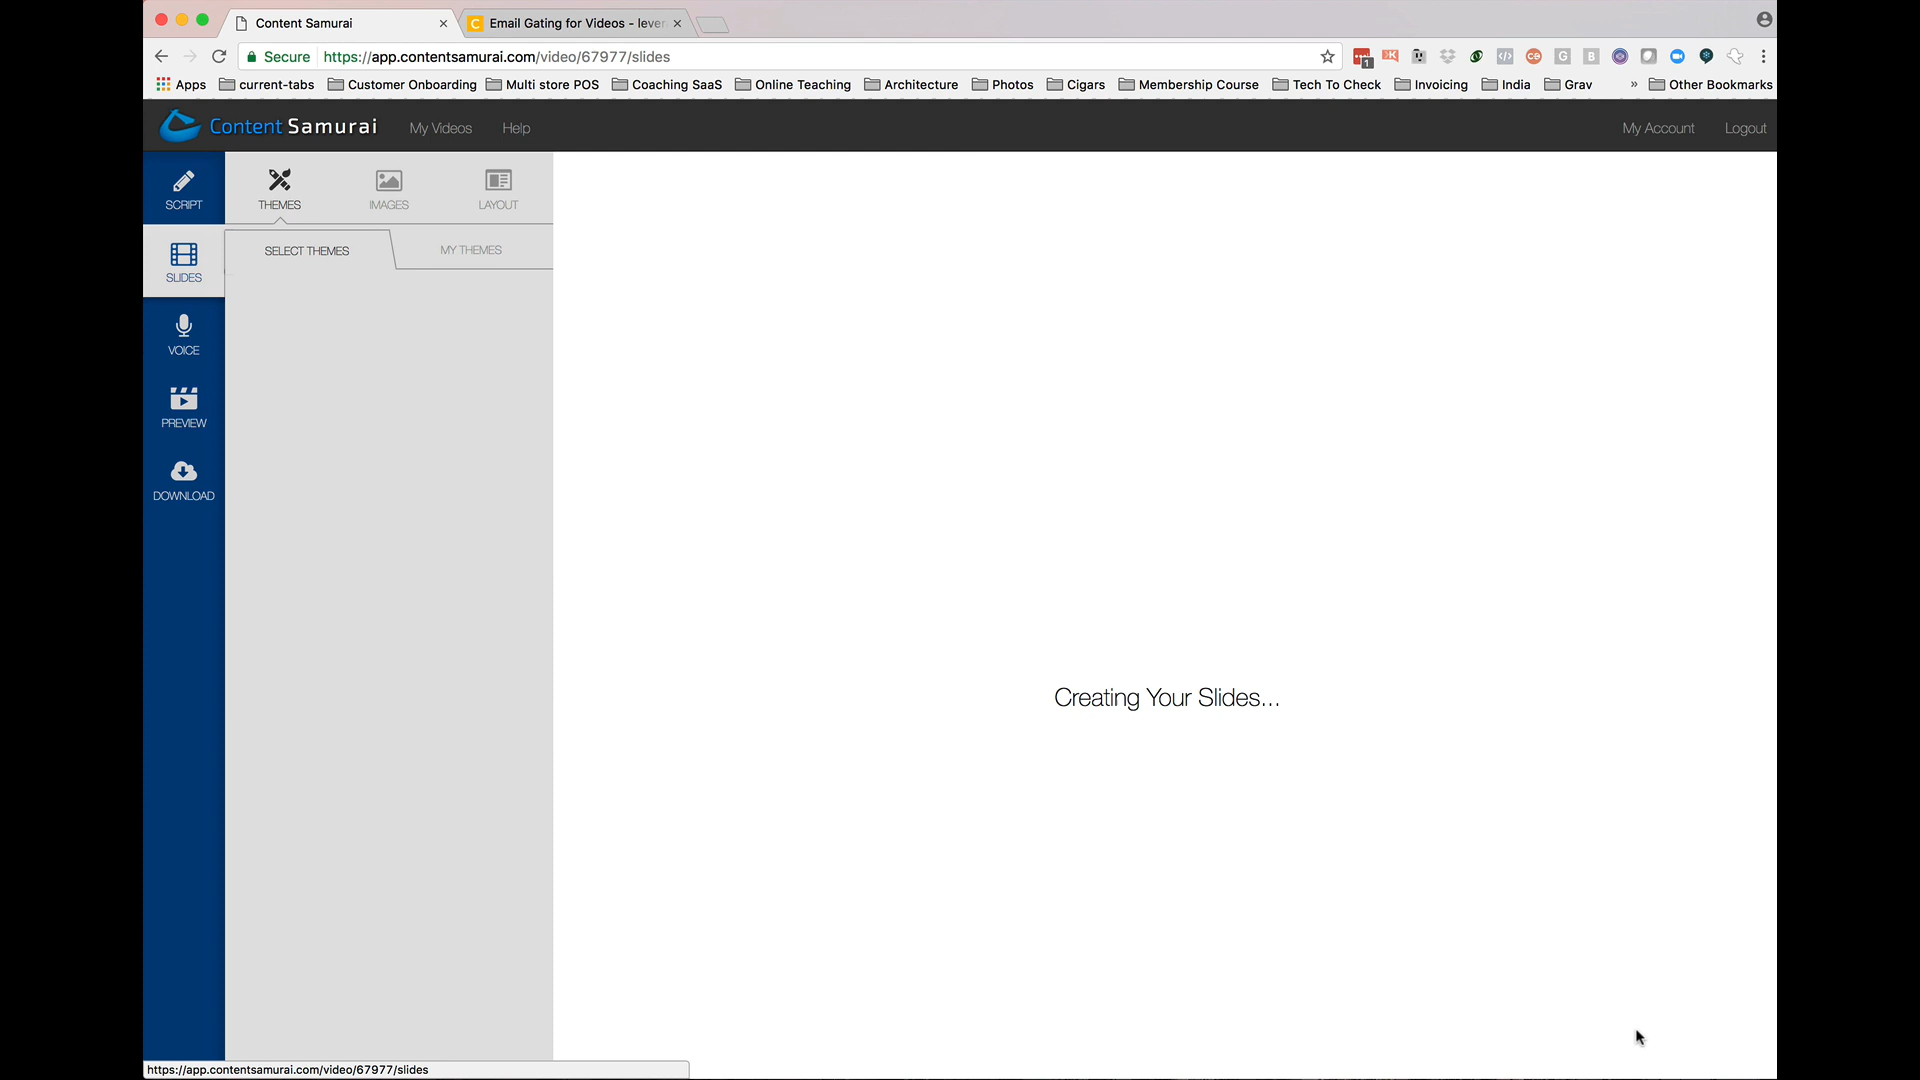 Content Samurai
Email Gating for Videos - lever
Secure https://app.contentsamurai.com/video/67977/slides
1
Apps current-tabs Customer Onboarding Multi store POS Coaching SaaS Online Teaching Architecture Photos Cigars Membership Course Tech To Check Invoicing India Grav » Other Bookmarks
Content Samurai My Videos Help My Account Logout
SCRIPT THEMES IMAGES LAYOUT
SELECT THEMES MY THEMES
SLIDES
VOICE
PREVIEW
DOWNLOAD
Creating Your Slides...
https://app.contentsamurai.com/video/67977/slides